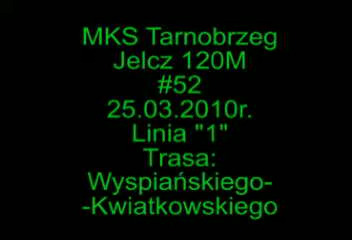 MKS Tarnobrzeg
Jelcz 120M
#52
25.03.2010r.
Linia "1"
Trasa:
Wyspiańskiego-
-Kwiatkowskiego